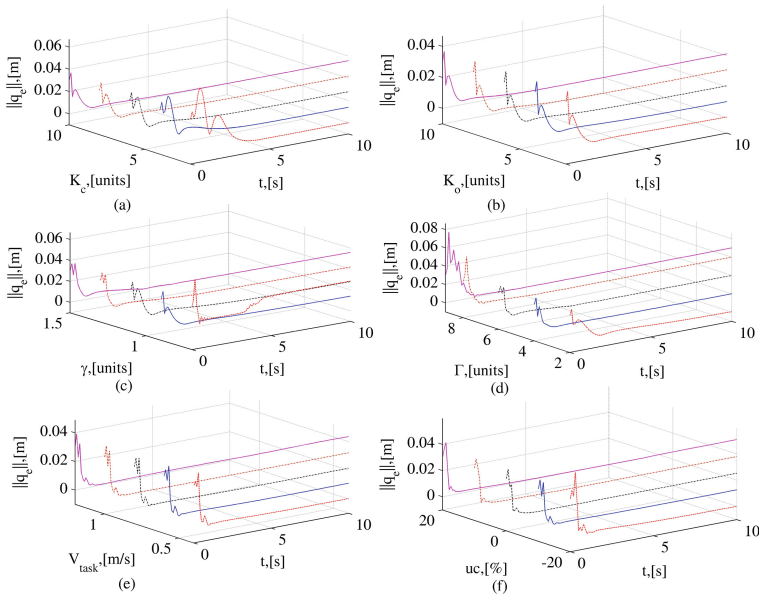 ||q_e||,[m]
0.06
0.04
0.02
0
10
5
0
5
10
K_c,[units]
t,[s]
(a)
||q_e||,[m]
0.04
0.02
0
10
5
0
5
10
K_o,[units]
t,[s]
(b)
||q_e||,[m]
0.06
0.04
0.02
0
1.5
1
0
5
10
γ,[units]
t,[s]
(c)
||q_e||,[m]
0.08
0.06
0.04
0.02
0
8
6
4
2
0
5
10
Γ,[units]
t,[s]
(d)
||q_e||,[m]
0.04
0.02
0
1
0.5
0
5
10
V_task,[m/s]
t,[s]
(e)
||q_e||,[m]
0.04
0.02
0
20
0
-20
0
5
10
uc,[%]
t,[s]
(f)